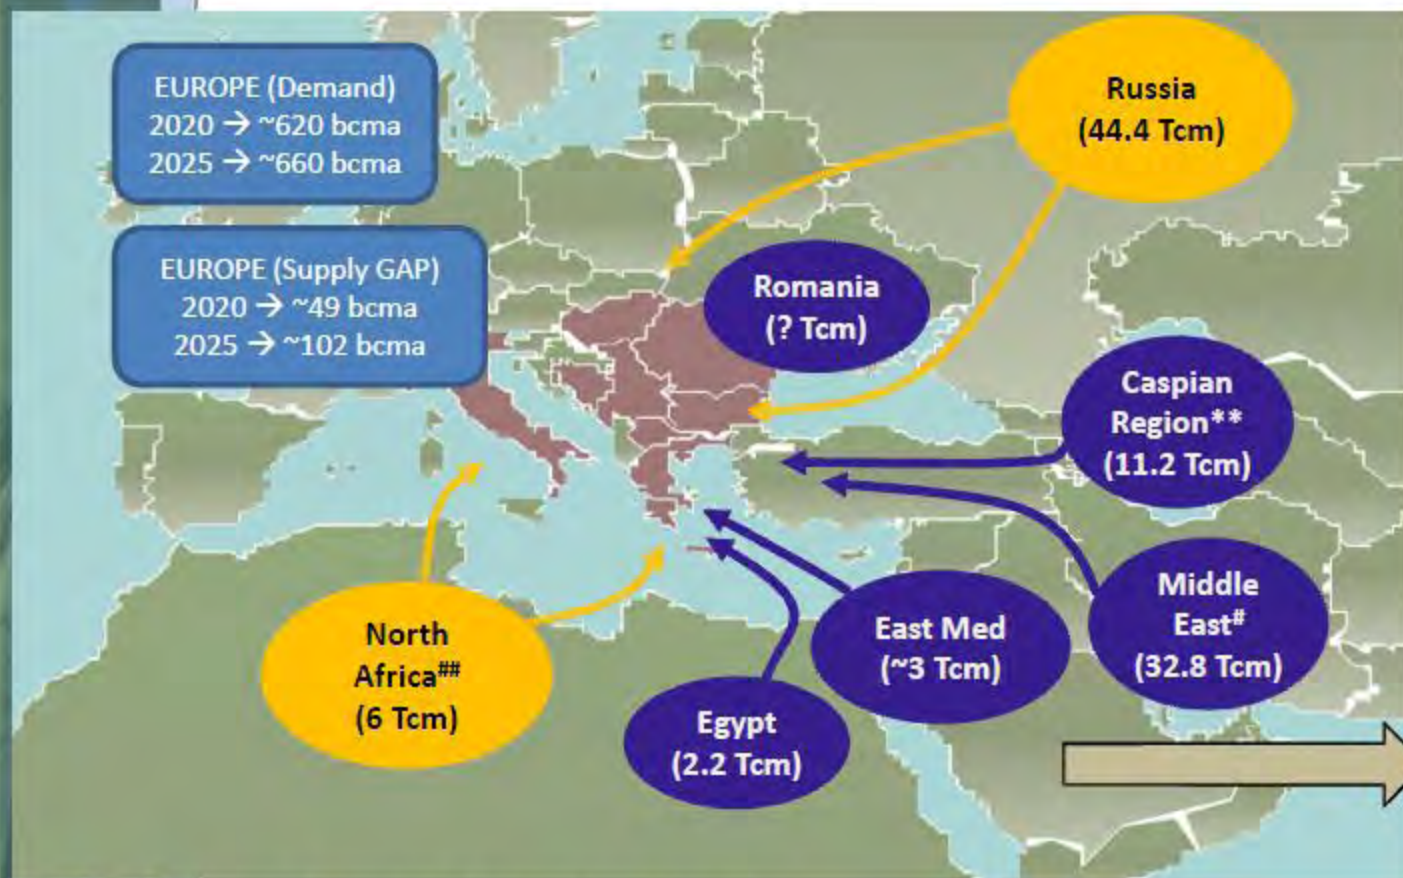 EUROPE (Demand)
2020 → ~620 bcma
2025 → ~660 bcma
EUROPE (Supply GAP)
2020 → ~49 bcma
2025 → ~102 bcma
Russia
(44.4 Tcm)
Romania
(? Tcm)
Caspian
Region**
(11.2 Tcm)
Middle
East#
(32.8 Tcm)
East Med
(~3 Tcm)
Egypt
(2.2 Tcm)
North
Africa##
(6 Tcm)